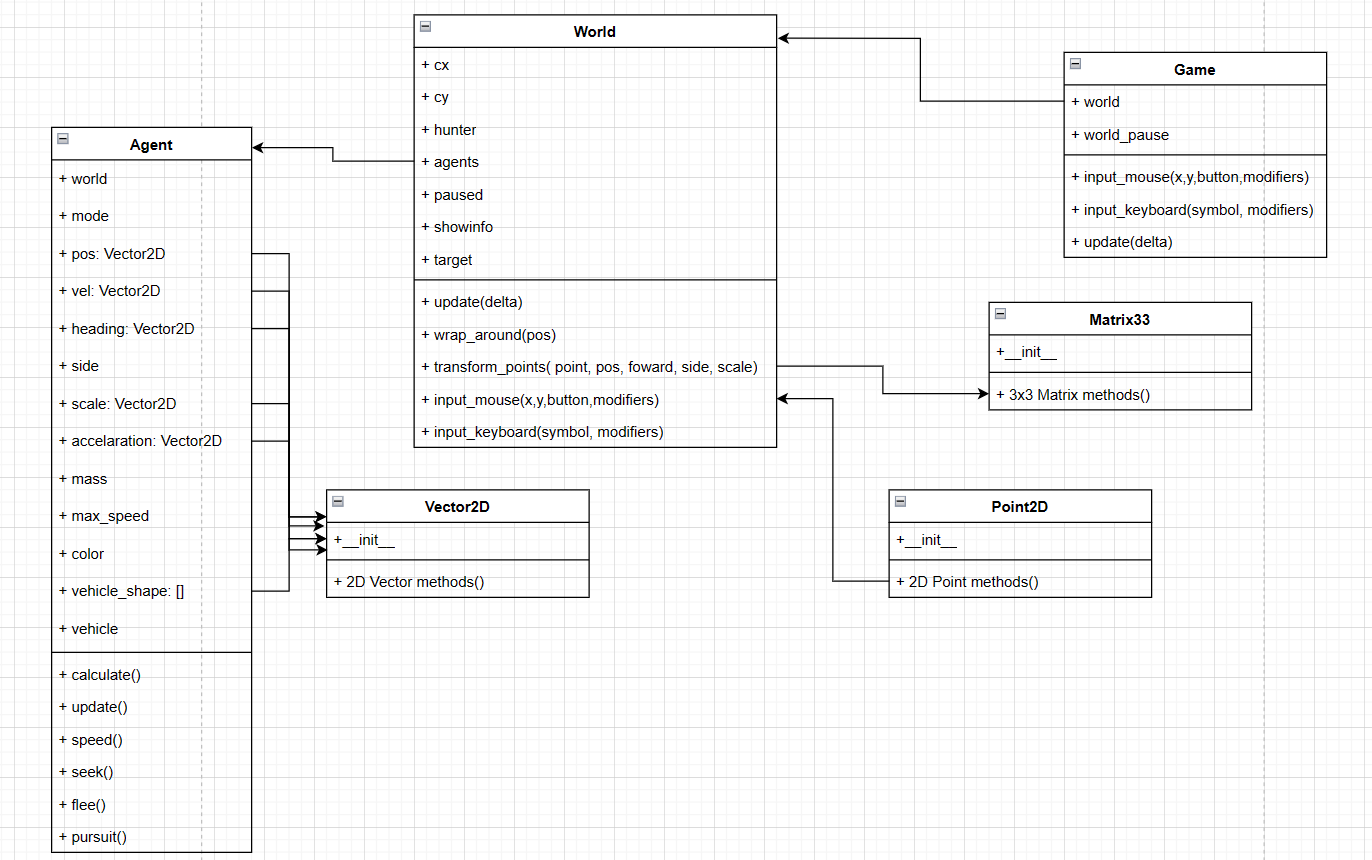 World
+ cx
+ cy
+ hunter
+ agents
+ paused
+ showinfo
+ target
+ update(delta)
+ wrap_around(pos)
+ transform_points( point, pos, foward, side, scale)
+ input_mouse(x,y,button,modifiers)
+ input_keyboard(symbol, modifiers)
Game
+ world
+ world_pause
+ input_mouse(x,y,button,modifiers)
+ input_keyboard(symbol, modifiers)
+ update(delta)
Agent
+ world
+ mode
+ pos: Vector2D
+ vel: Vector2D
+ heading: Vector2D
+ side
+ scale: Vector2D
+ accelaration: Vector2D
+ mass
+ max_speed
+ color
+ vehicle_shape: []
+ vehicle
+ calculate()
+ update()
+ speed()
+ seek()
+ flee()
+ pursuit()
Matrix33
+__init__
+ 3x3 Matrix methods()
Vector2D
+__init__
+ 2D Vector methods()
Point2D
+__init__
+ 2D Point methods()